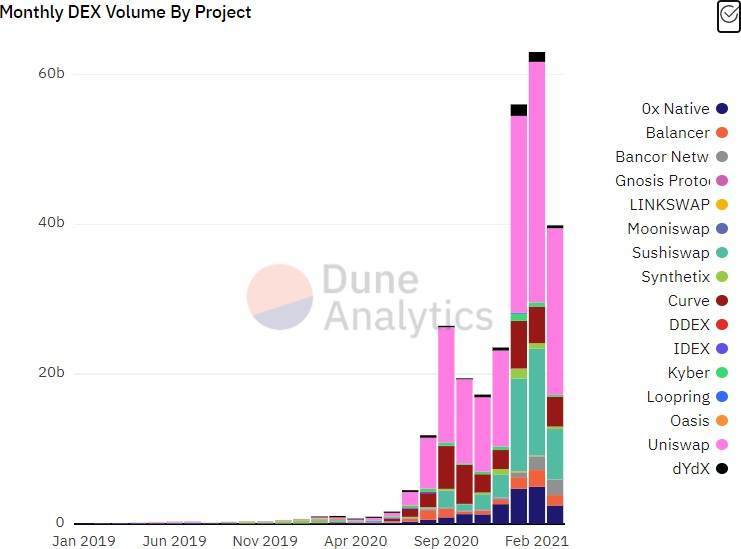 Monthly DEX Volume By Project
60b
40b
20b
0
Jan 2019 Jun 2019 Nov 2019 Apr 2020 Sep 2020 Feb 2021
Dune
Analytics
0x Native
Balancer
Bancor Netw
Gnosis Proto
LINKSWAP
Mooniswap
Sushiswap
Synthetix
Curve
DDEX
IDEX
Kyber
Loopring
Oasis
Uniswap
dYdX